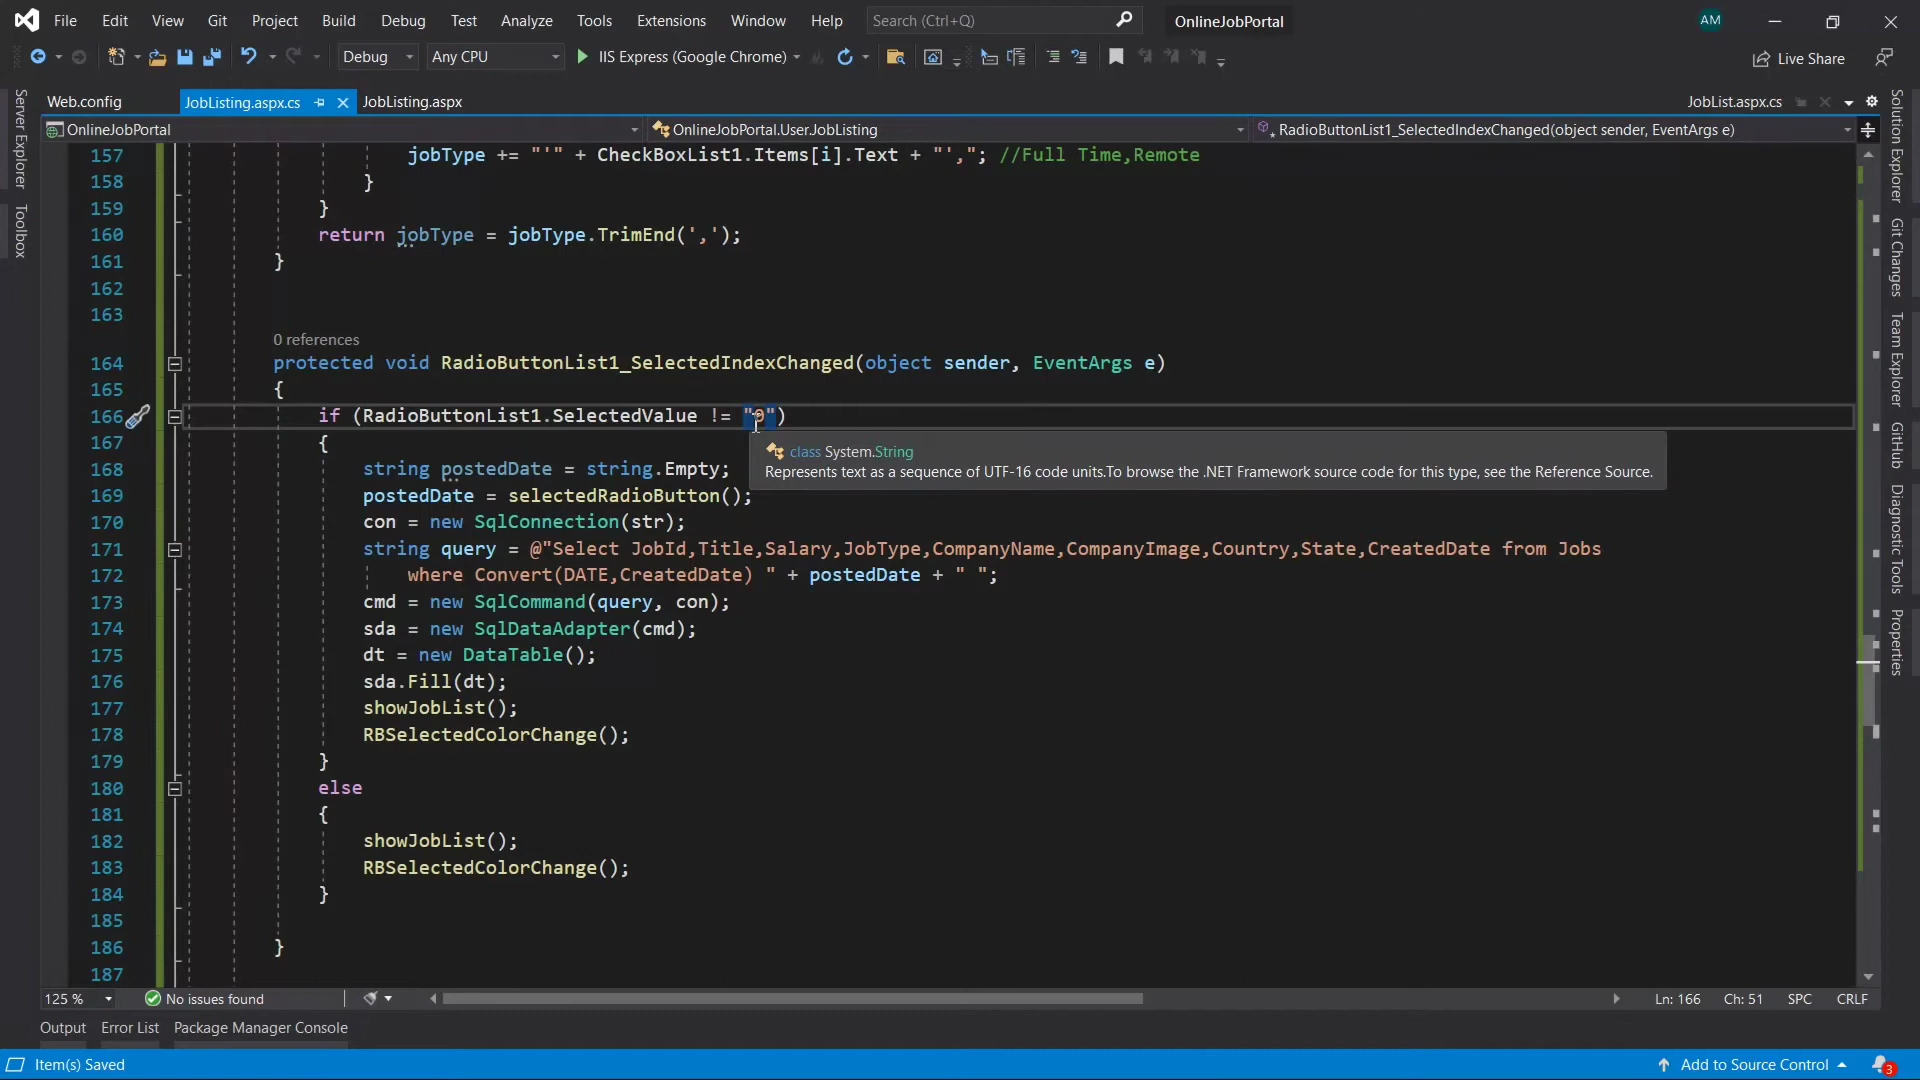 File Edit View Git Project Build Debug Test Analyze Tools Extensions Window Help Search (Ctrl+Q) OnlineJobPortal AM
Debug Any CPU IIS Express (Google Chrome) Live Share
Web.config JobListing.aspx.cs JobListing.aspx JobList.aspx.cs
OnlineJobPortal OnlineJobPortal.User.JobListing RadioButtonList1_SelectedIndexChanged(object sender, EventArgs e)
Server Explorer
Toolbox
157 jobType += "'" + CheckBoxList1.Items[i].Text + "',"; //Full Time,Remote
158 }
159 }
160 return jobType = jobType.TrimEnd(',');
161 }
162
163
0 references
164 protected void RadioButtonList1_SelectedIndexChanged(object sender, EventArgs e)
165 {
166 if (RadioButtonList1.SelectedValue != "0")
167 {
class System.String
Represents text as a sequence of UTF-16 code units.To browse the .NET Framework source code for this type, see the Reference Source.
168 string postedDate = string.Empty;
169 postedDate = selectedRadioButton();
170 con = new SqlConnection(str);
171 string query = @"Select JobId,Title,Salary,JobType,CompanyName,CompanyImage,Country,State,CreatedDate from Jobs
172 where Convert(DATE,CreatedDate) " + postedDate + " ";
173 cmd = new SqlCommand(query, con);
174 sda = new SqlDataAdapter(cmd);
175 dt = new DataTable();
176 sda.Fill(dt);
177 showJobList();
178 RBSelectedColorChange();
179 }
180 else
181 {
182 showJobList();
183 RBSelectedColorChange();
184 }
185
186 }
187
Solution Explorer
Git Changes
Team Explorer
GitHub
Diagnostic Tools
Properties
125 % No issues found Ln: 166 Ch: 51 SPC CRLF
Output Error List Package Manager Console
Item(s) Saved Add to Source Control 3